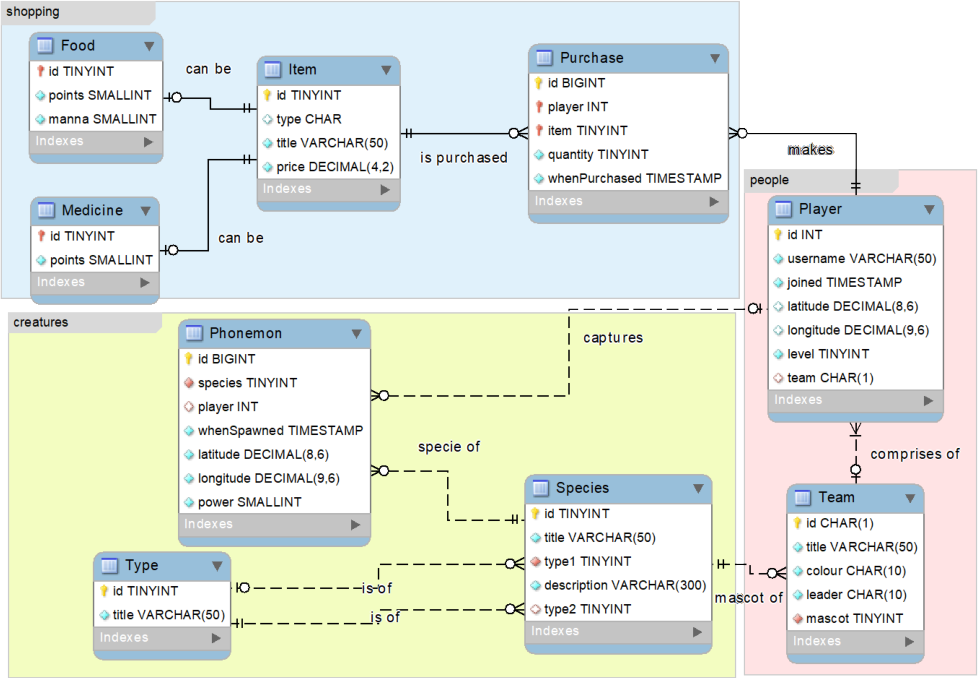 shopping
Food
id TINYINT
points SMALLINT
manna SMALLINT
Indexes
can be
Item
id TINYINT
type CHAR
title VARCHAR(50)
price DECIMAL(4,2)
Indexes
is purchased
Purchase
id BIGINT
player INT
item TINYINT
quantity TINYINT
whenPurchased TIMESTAMP
Indexes
makes
Medicine
id TINYINT
points SMALLINT
Indexes
can be
people
Player
id INT
username VARCHAR(50)
joined TIMESTAMP
latitude DECIMAL(8,6)
longitude DECIMAL(9,6)
level TINYINT
team CHAR(1)
Indexes
comprises of
Team
id CHAR(1)
title VARCHAR(50)
colour CHAR(10)
leader CHAR(10)
mascot TINYINT
Indexes
creatures
Phonemon
id BIGINT
species TINYINT
player INT
whenSpawned TIMESTAMP
latitude DECIMAL(8,6)
longitude DECIMAL(9,6)
power SMALLINT
Indexes
captures
specie of
Species
id TINYINT
title VARCHAR(50)
type1 TINYINT
description VARCHAR(300)
type2 TINYINT
Indexes
mascot of
Type
id TINYINT
title VARCHAR(50)
Indexes
is of
is of